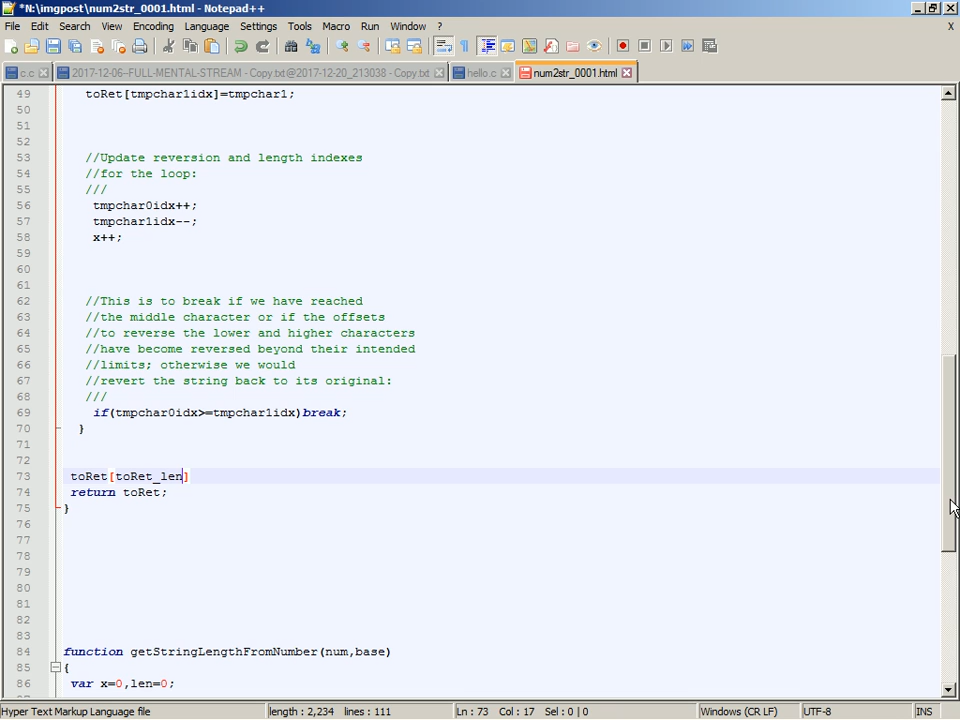 *N:\imgpost\num2str_0001.html - Notepad++
File Edit Search View Encoding Language Settings Tools Macro Run Window ? X
c.c 2017-12-06--FULL-MENTAL-STREAM - Copy.txt@2017-12-20_213038 - Copy.txt hello.c num2str_0001.html
49 toRet[tmpchar1idx]=tmpchar1;
50
51
52
53 //Update reversion and length indexes
54 //for the loop:
55 ///
56 tmpchar0idx++;
57 tmpchar1idx--;
58 x++;
59
60
61
62 //This is to break if we have reached
63 //the middle character or if the offsets
64 //to reverse the lower and higher characters
65 //have become reversed beyond their intended
66 //limits; otherwise we would
67 //revert the string back to its original:
68 ///
69 if(tmpchar0idx>=tmpchar1idx)break;
70 }
71
72
73 toRet[toRet_len]
74 return toRet;
75 }
76
77
78
79
80
81
82
83
84 function getStringLengthFromNumber(num,base)
85 {
86 var x=0,len=0;
Hyper Text Markup Language file length : 2,234 lines : 111 Ln : 73 Col : 17 Sel : 0 | 0 Windows (CR LF) UTF-8 INS